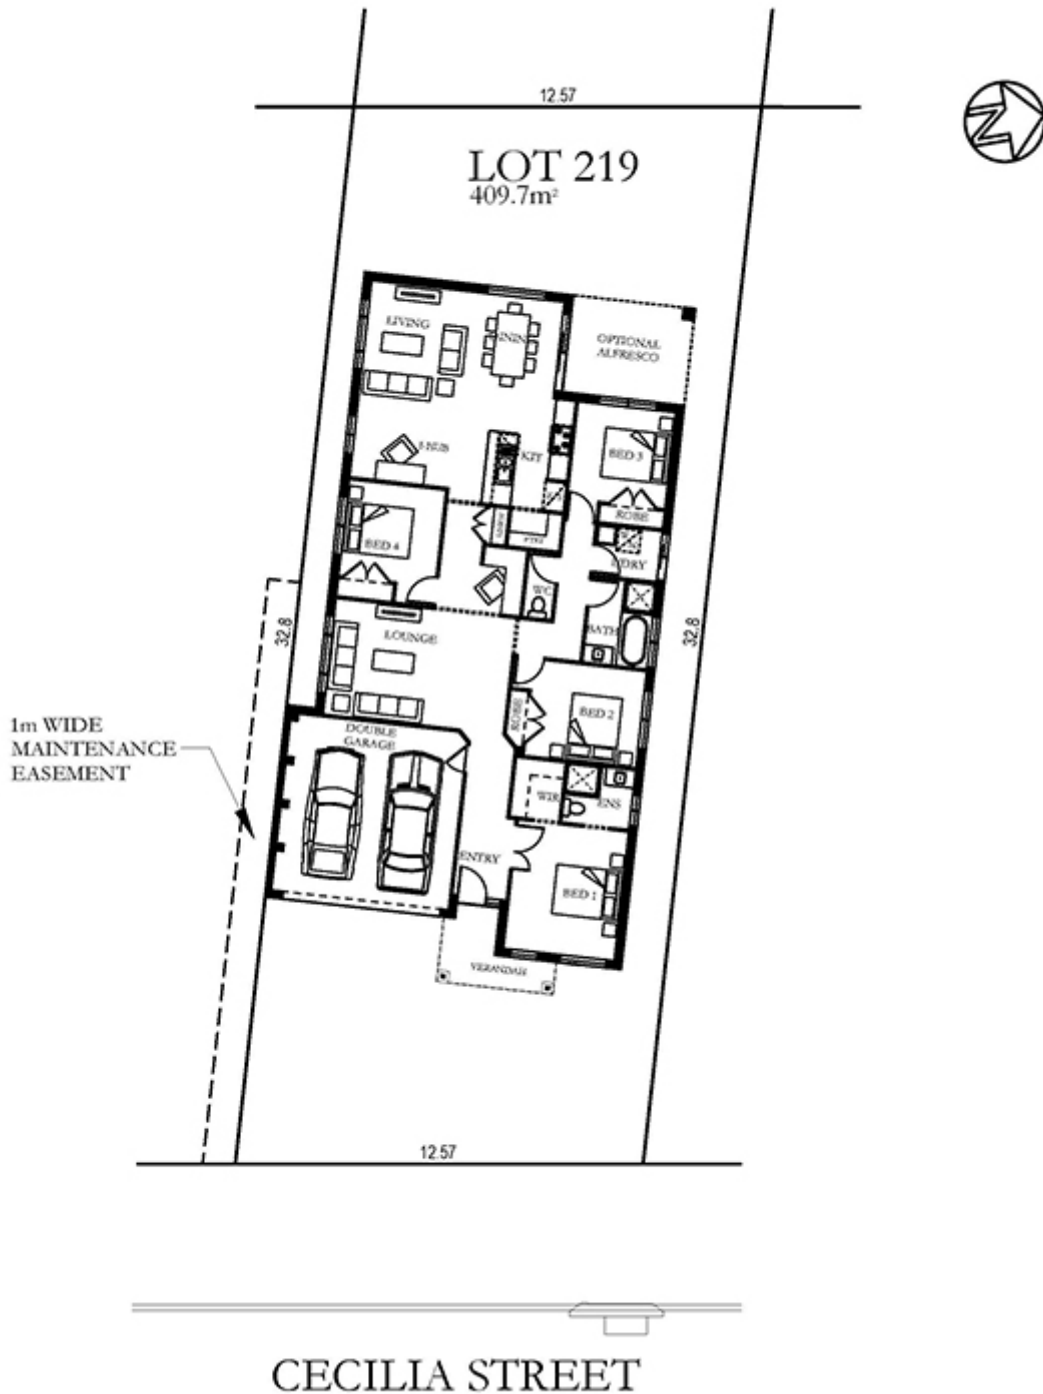 12.57
LOT 219
409.7m²
N
LIVING
OPTIONAL
ALFRESCO
KIT
BED 3
ROBE
BED 4
L'DRY
WC
32.8
BATH
32.8
LOUNGE
ROBE
BED 2
1m WIDE
MAINTENANCE
EASEMENT
DOUBLE
GARAGE
WIR
ENS
ENTRY
BED 1
VERANDAH
12.57
CECILIA STREET